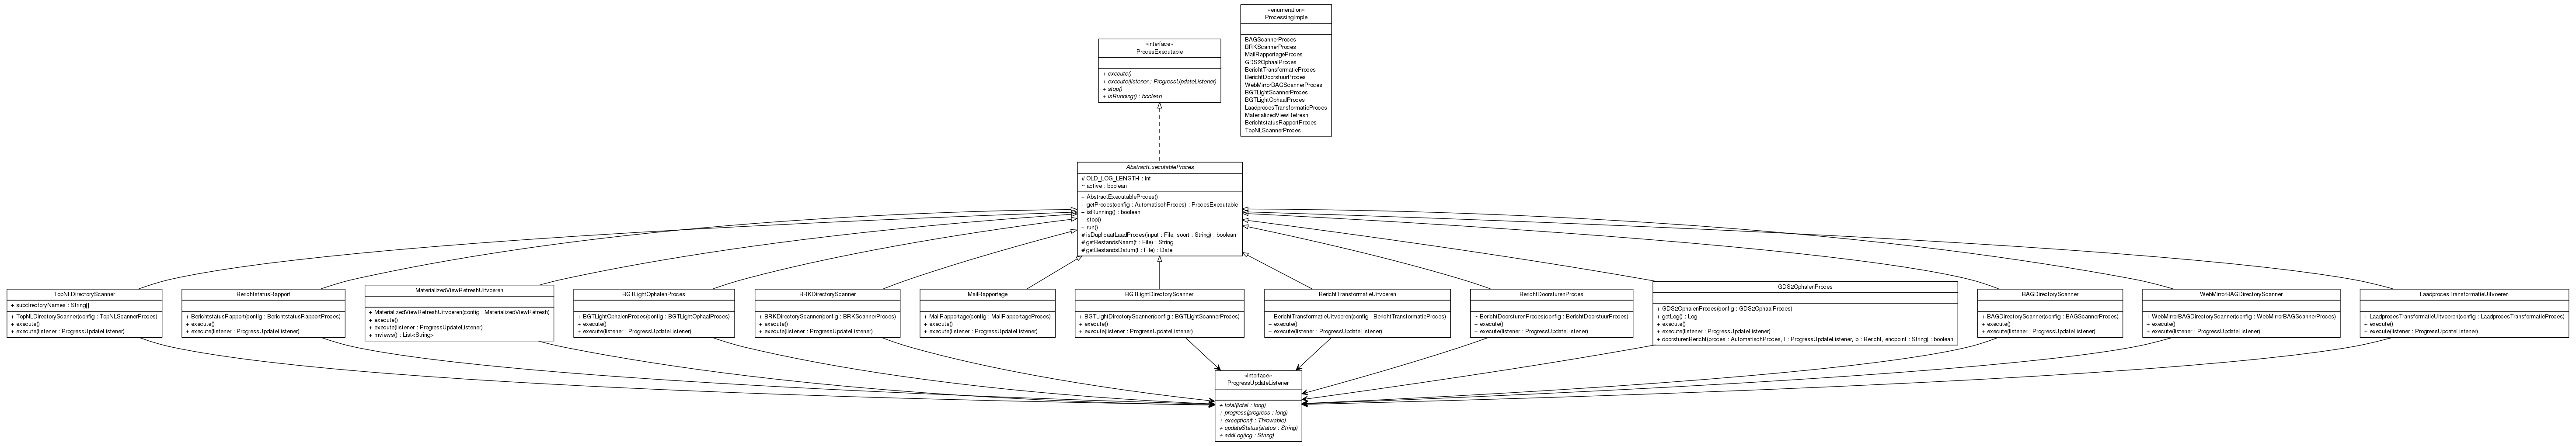 «enumeration»
ProcessingImple
BAGScannerProces
BRKScannerProces
MailRapportageProces
GDS2OphaalProces
BerichtTransformatieProces
BerichtDoorstuurProces
WebMirrorBAGScannerProces
BGTLightScannerProces
BGTLightOphaalProces
LaadprocesTransformatieProces
MaterializedViewRefresh
BerichtstatusRapportProces
TopNLScannerProces
«interface»
ProcesExecutable
+ execute()
+ execute(listener : ProgressUpdateListener)
+ stop()
+ isRunning() : boolean
AbstractExecutableProces
# OLD_LOG_LENGTH : int
− active : boolean
+ AbstractExecutableProces()
+ getProces(config : AutomatischProces) : ProcesExecutable
+ isRunning() : boolean
+ stop()
+ run()
# isDuplicaatLaadProces(input : File, soort : String) : boolean
# getBestandsNaam(f : File) : String
# getBestandsDatum(f : File) : Date
TopNLDirectoryScanner
+ subdirectoryNames : String[]
+ TopNLDirectoryScanner(config : TopNLScannerProces)
+ execute()
+ execute(listener : ProgressUpdateListener)
BerichtstatusRapport
+ BerichtstatusRapport(config : BerichtstatusRapportProces)
+ execute()
+ execute(listener : ProgressUpdateListener)
MaterializedViewRefreshUitvoeren
+ MaterializedViewRefreshUitvoeren(config : MaterializedViewRefresh)
+ execute()
+ execute(listener : ProgressUpdateListener)
+ mviews() : List<String>
BGTLightOphalenProces
+ BGTLightOphalenProces(config : BGTLightOphaalProces)
+ execute()
+ execute(listener : ProgressUpdateListener)
BRKDirectoryScanner
+ BRKDirectoryScanner(config : BRKScannerProces)
+ execute()
+ execute(listener : ProgressUpdateListener)
MailRapportage
+ MailRapportage(config : MailRapportageProces)
+ execute()
+ execute(listener : ProgressUpdateListener)
BGTLightDirectoryScanner
+ BGTLightDirectoryScanner(config : BGTLightScannerProces)
+ execute()
+ execute(listener : ProgressUpdateListener)
BerichtTransformatieUitvoeren
+ BerichtTransformatieUitvoeren(config : BerichtTransformatieProces)
+ execute()
+ execute(listener : ProgressUpdateListener)
BerichtDoorsturenProces
− BerichtDoorsturenProces(config : BerichtDoorstuurProces)
+ execute()
+ execute(listener : ProgressUpdateListener)
GDS2OphalenProces
+ GDS2OphalenProces(config : GDS2OphaalProces)
+ getLog() : Log
+ execute()
+ execute(listener : ProgressUpdateListener)
+ doorsturenBericht(proces : AutomatischProces, l : ProgressUpdateListener, b : Bericht, endpoint : String) : boolean
BAGDirectoryScanner
+ BAGDirectoryScanner(config : BAGScannerProces)
+ execute()
+ execute(listener : ProgressUpdateListener)
WebMirrorBAGDirectoryScanner
+ WebMirrorBAGDirectoryScanner(config : WebMirrorBAGScannerProces)
+ execute()
+ execute(listener : ProgressUpdateListener)
LaadprocesTransformatieUitvoeren
+ LaadprocesTransformatieUitvoeren(config : LaadprocesTransformatieProces)
+ execute()
+ execute(listener : ProgressUpdateListener)
«interface»
ProgressUpdateListener
+ total(total : long)
+ progress(progress : long)
+ exception(t : Throwable)
+ updateStatus(status : String)
+ addLog(log : String)